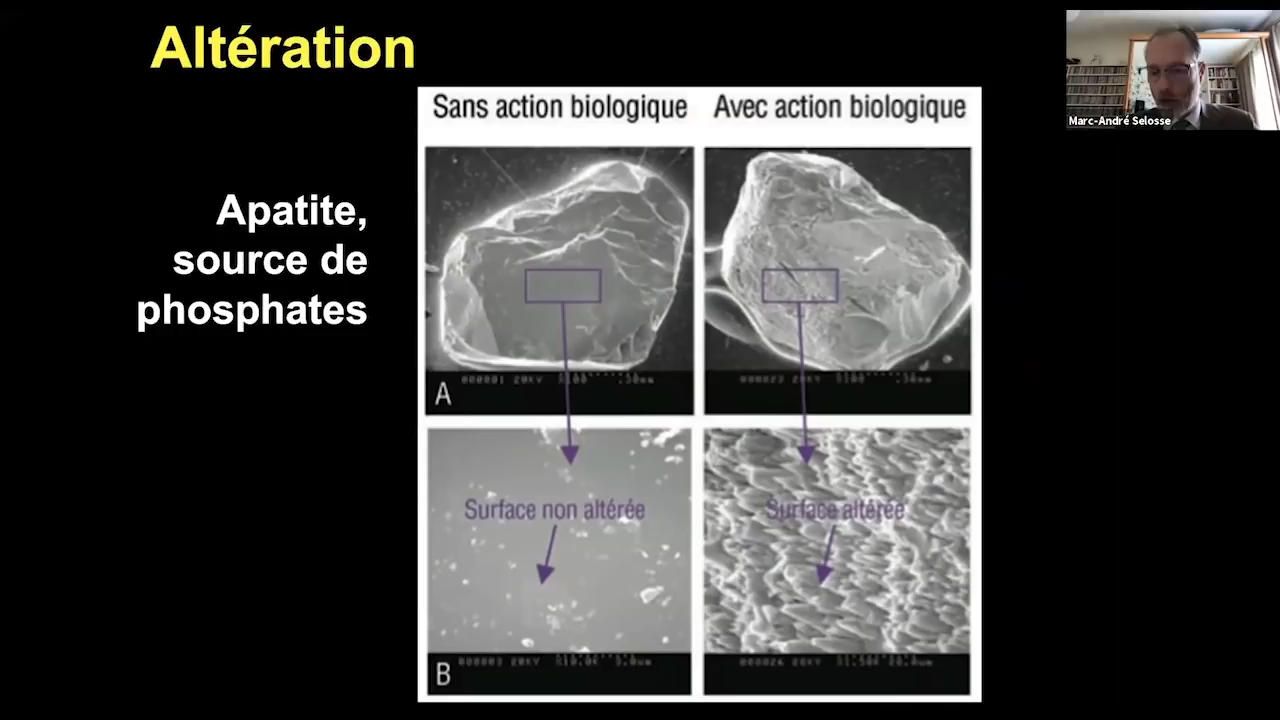 Altération
Sans action biologique
Avec action biologique
Marc-André Selosse
Apatite,
source de
phosphates
A
Surface non altérée
Surface altérée
B